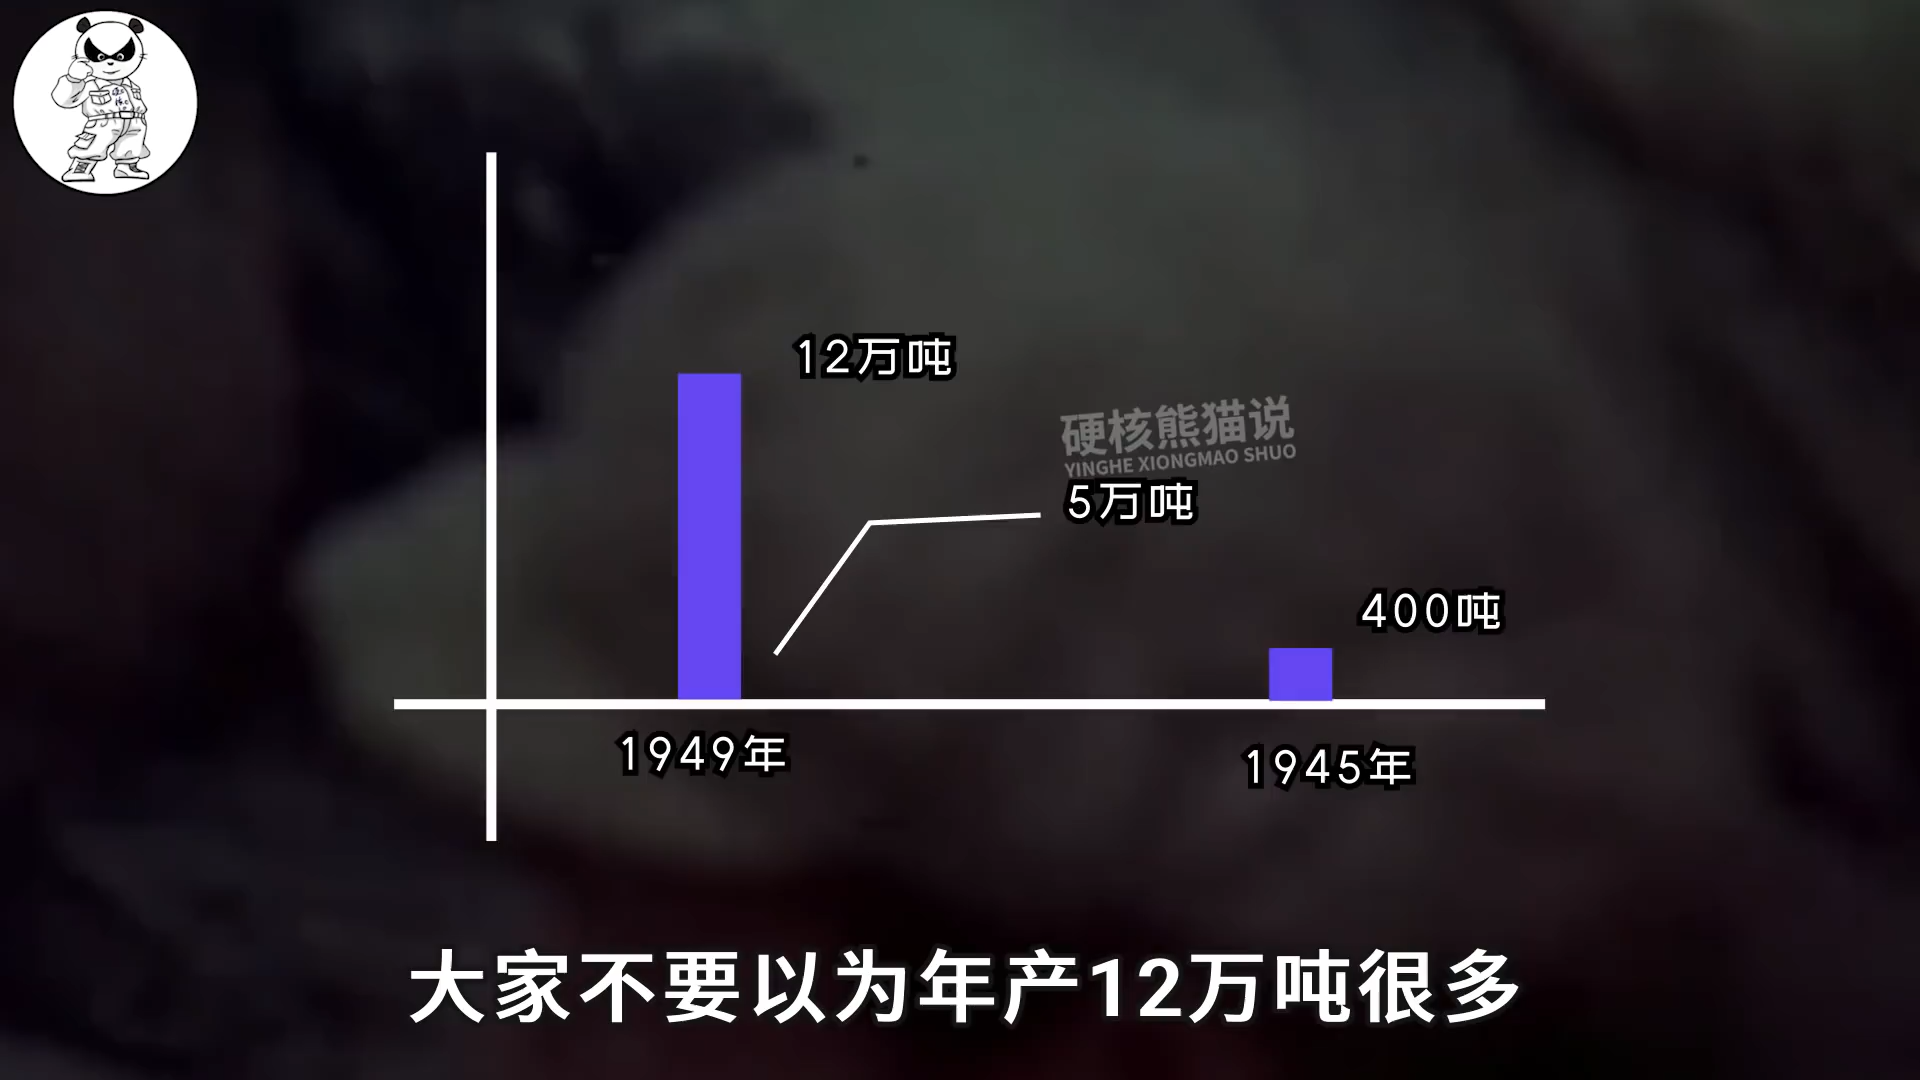 12万吨
硬核熊猫说
YINGHE XIONGMAO SHUO
5万吨
400吨
1949年
1945年
大家不要以为年产12万吨很多